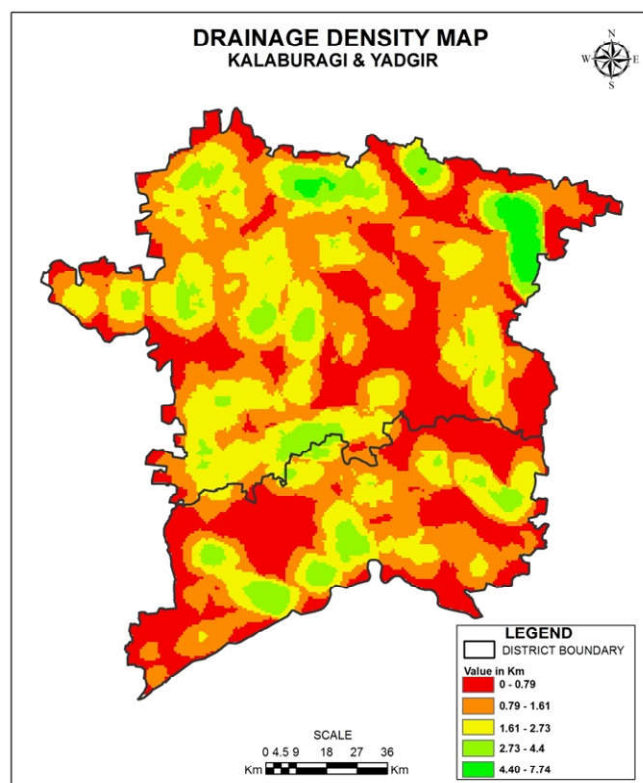 DRAINAGE DENSITY MAP
KALABURAGI & YADGIR
N
W E
S
LEGEND
DISTRICT BOUNDARY
Value in Km
0 - 0.79
0.79 - 1.61
1.61 - 2.73
2.73 - 4.4
4.40 - 7.74
SCALE
0 4.5 9 18 27 36
Km Km